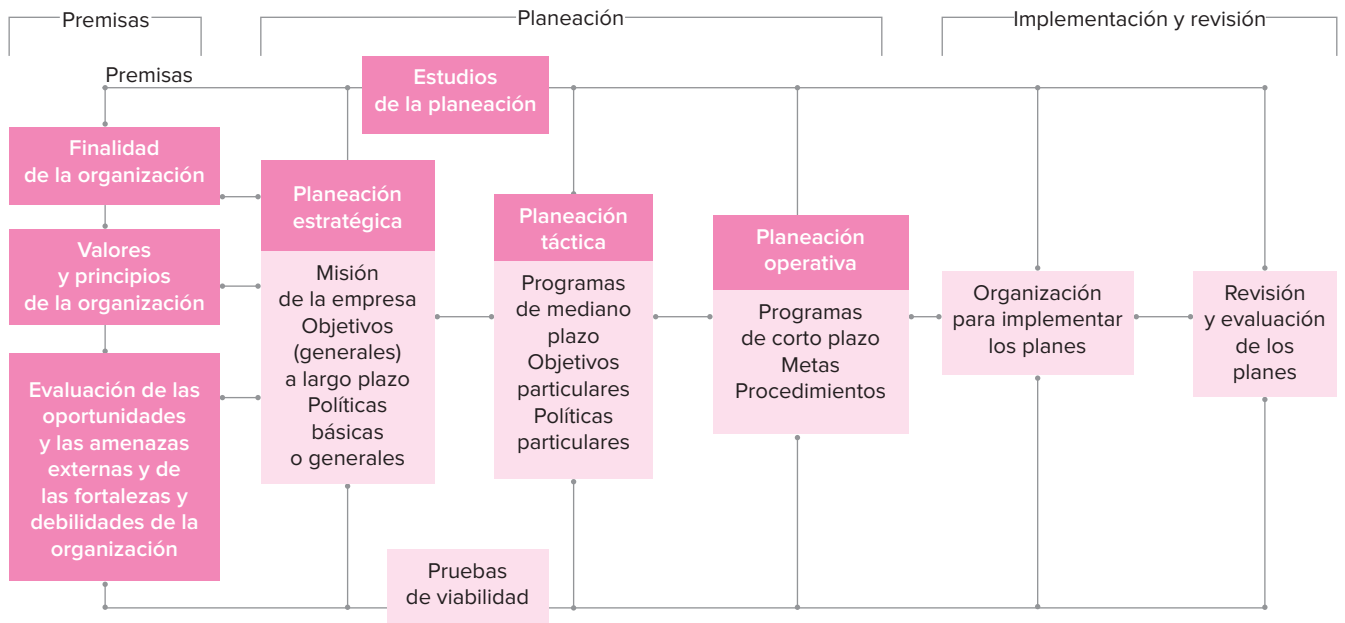 Premisas
Planeación
Implementación y revisión
Premisas
Estudios
de la planeación
Finalidad
de la organización
Valores
y principios
de la organización
Evaluación de las
oportunidades
y las amenazas
externas y de
las fortalezas y
debilidades de la
organización
Planeación
estratégica
Misión
de la empresa
Objetivos
(generales)
a largo plazo
Políticas
básicas
o generales
Planeación
táctica
Programas
de mediano
plazo
Objetivos
particulares
Políticas
particulares
Planeación
operativa
Programas
de corto plazo
Metas
Procedimientos
Organización
para implementar
los planes
Revisión
y evaluación
de los
planes
Pruebas
de viabilidad